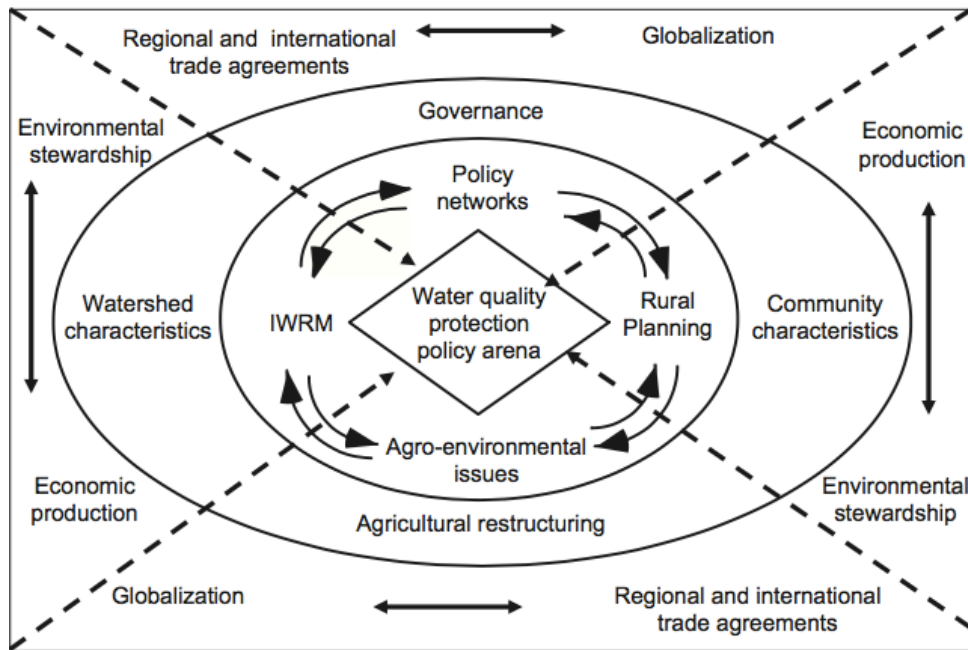 Regional and international
trade agreements
Globalization
Governance
Environmental
stewardship
Economic
production
Policy
networks
Watershed
characteristics
IWRM
Water quality
protection
policy arena
Rural
Planning
Community
characteristics
Agro-environmental
issues
Economic
production
Environmental
stewardship
Agricultural restructuring
Globalization
Regional and international
trade agreements